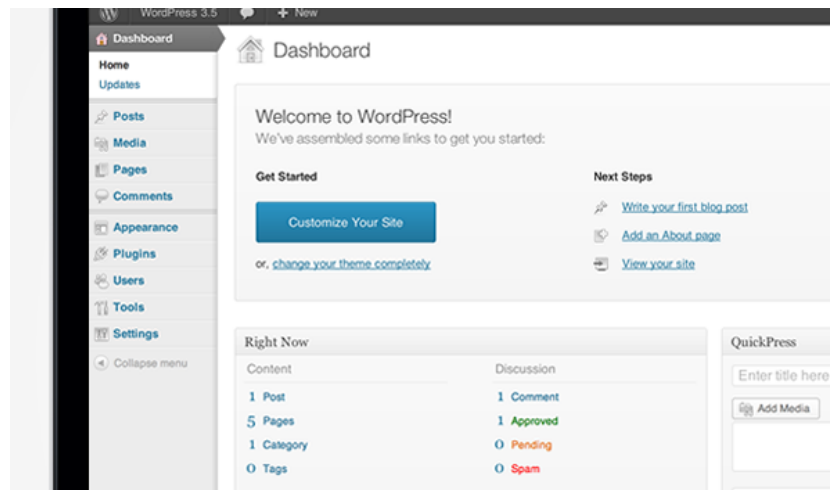 WordPress 3.5
New
Dashboard
Home
Updates
Posts
Media
Pages
Comments
Appearance
Plugins
Users
Tools
Settings
Collapse menu
Dashboard
Welcome to WordPress!
We've assembled some links to get you started:
Get Started
Customize Your Site
or, change your theme completely
Next Steps
Write your first blog post
Add an About page
View your site
Right Now
Content
1 Post
5 Pages
1 Category
0 Tags
Discussion
1 Comment
1 Approved
0 Pending
0 Spam
QuickPress
Enter title here
Add Media